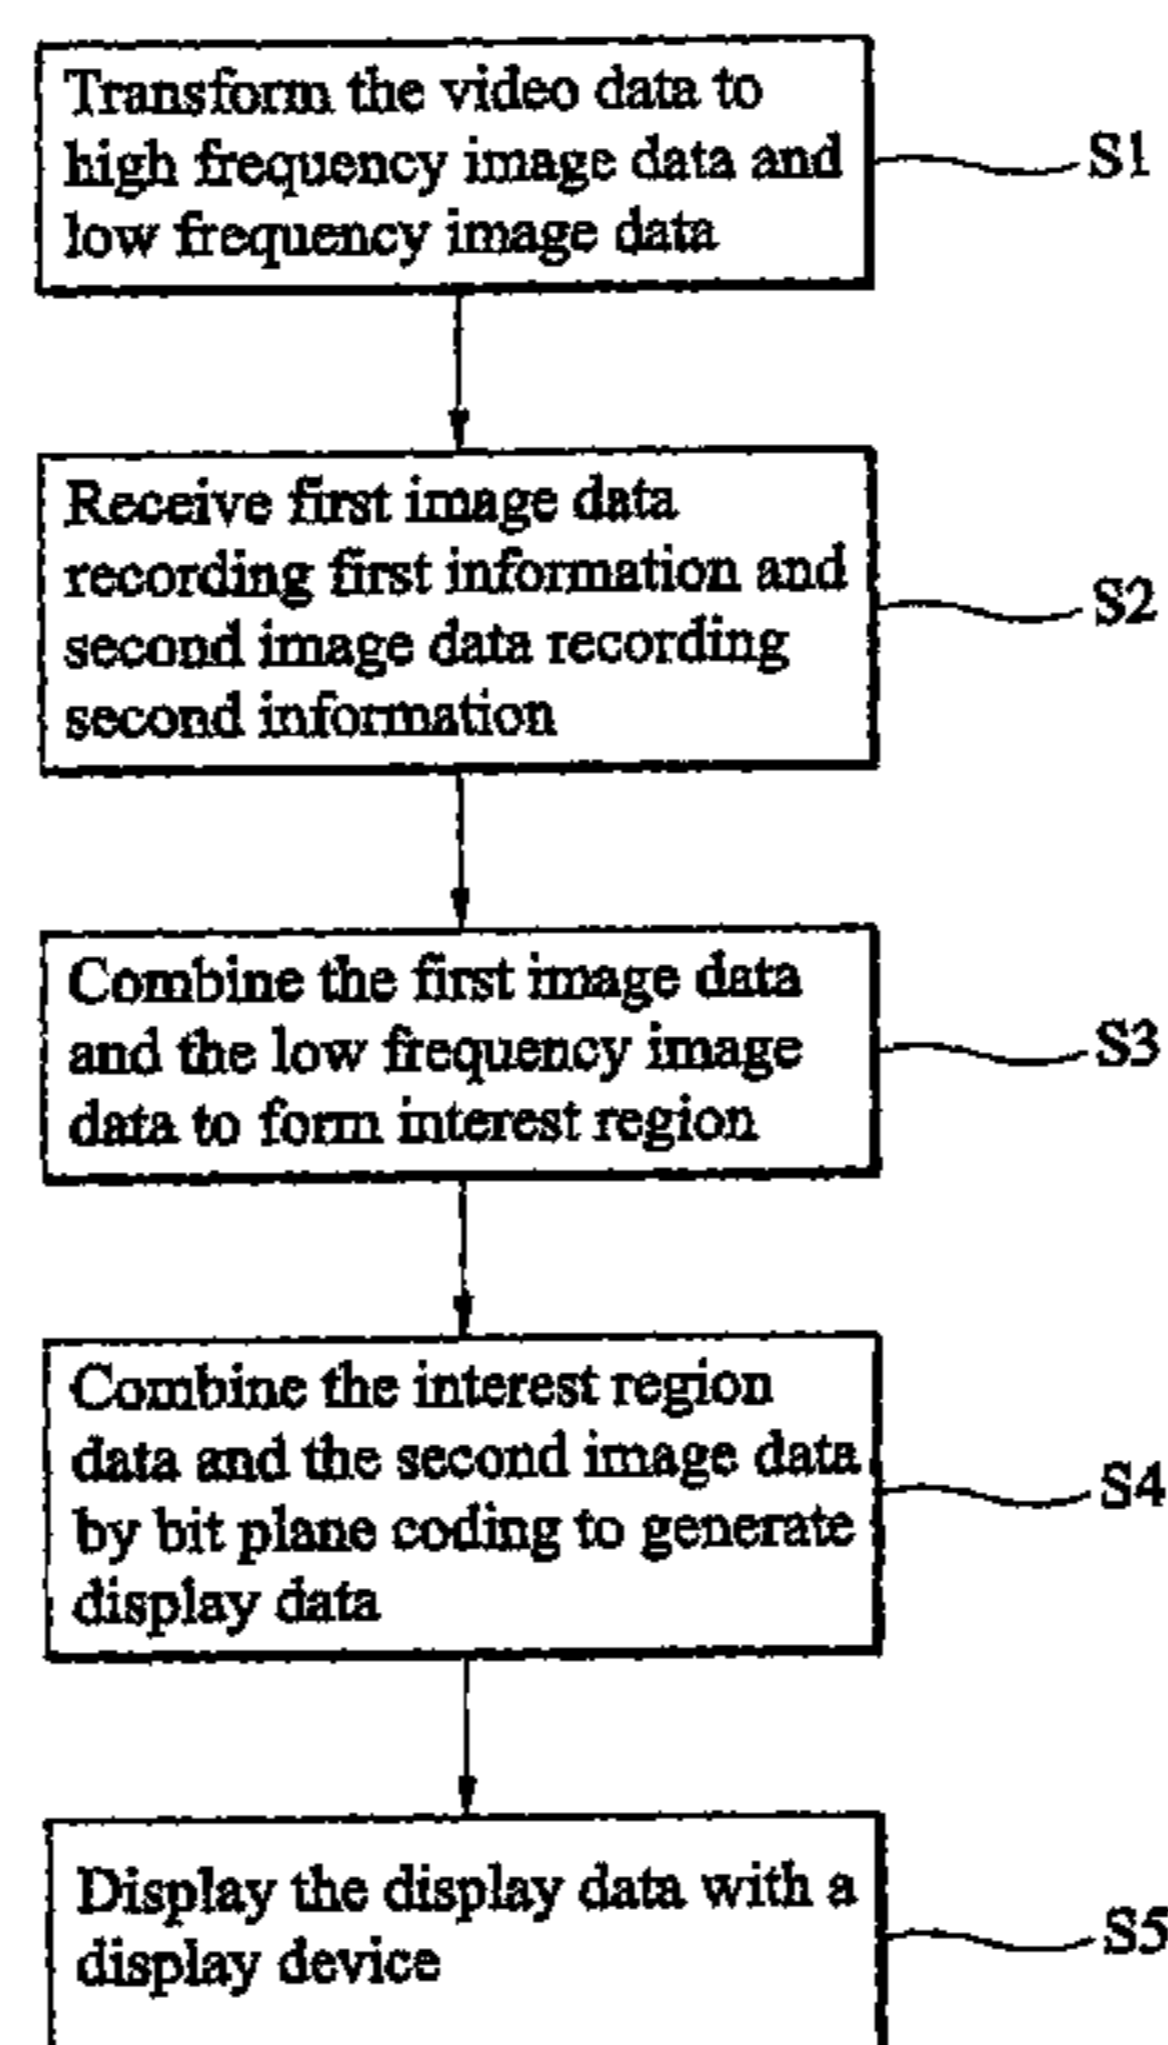 Transform the video data to
high frequency image data and
low frequency image data
S1
Receive first image data
recording first information and
second image data recording
second information
S2
Combine the first image data
and the low frequency image
data to form interest region
S3
Combine the interest region
data and the second image data
by bit plane coding to generate
display data
S4
Display the display data with a
display device
S5